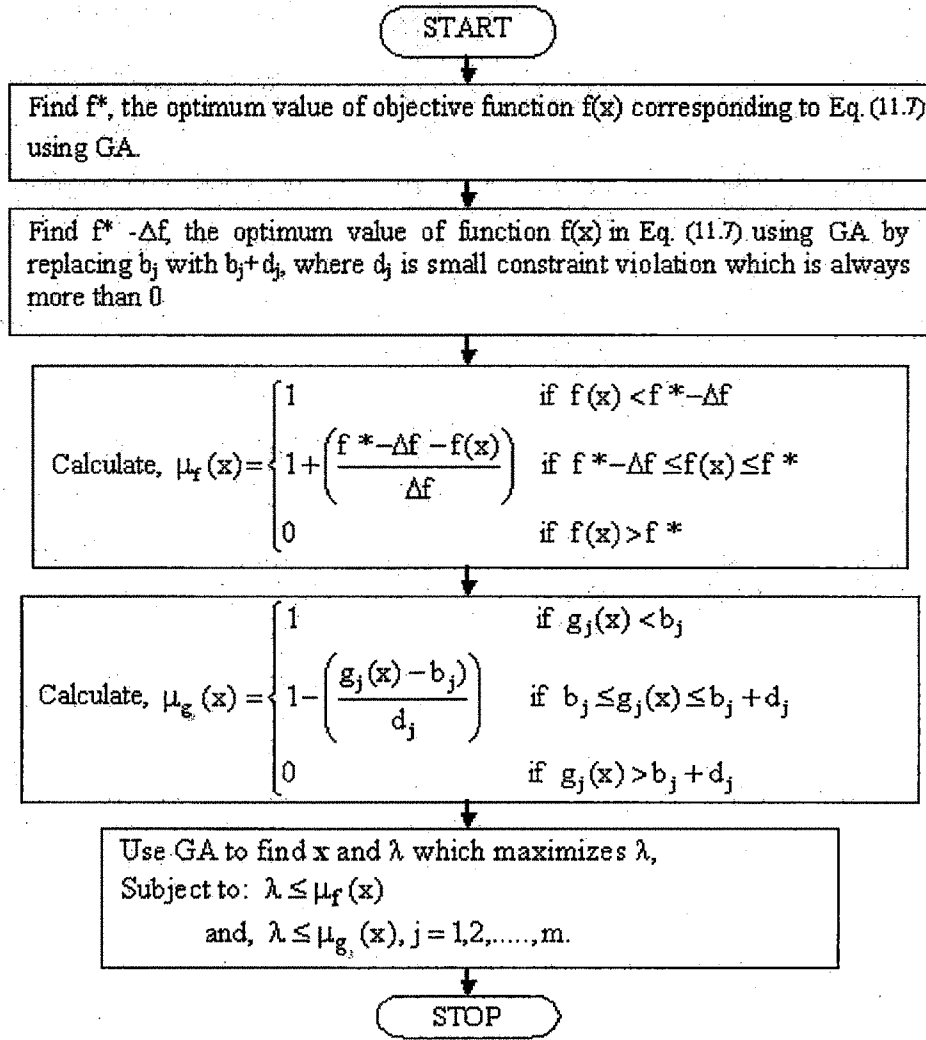 START
Find f*, the optimum value of objective function f(x) corresponding to Eq. (11.7)
using GA.
Find f* -Δf, the optimum value of function f(x) in Eq. (11.7) using GA by
replacing bj with bj+dj, where dj is small constraint violation which is always
more than 0
1 if f(x) <f *-Δf
Calculate, μf(x)= 1+((f *-Δf -f(x))/Δf) if f *-Δf ≤f(x) ≤f *
0 if f(x) >f *
1 if gj(x) <bj
Calculate, μg,(x) = 1-(gj(x) -bj)/dj) if bj ≤gj(x) ≤bj + dj
0 if gj(x) >bj + dj
Use GA to find x and λ which maximizes λ,
Subject to: λ ≤ μf(x)
and, λ ≤ μgj(x), j = 1,2,.....,m.
STOP